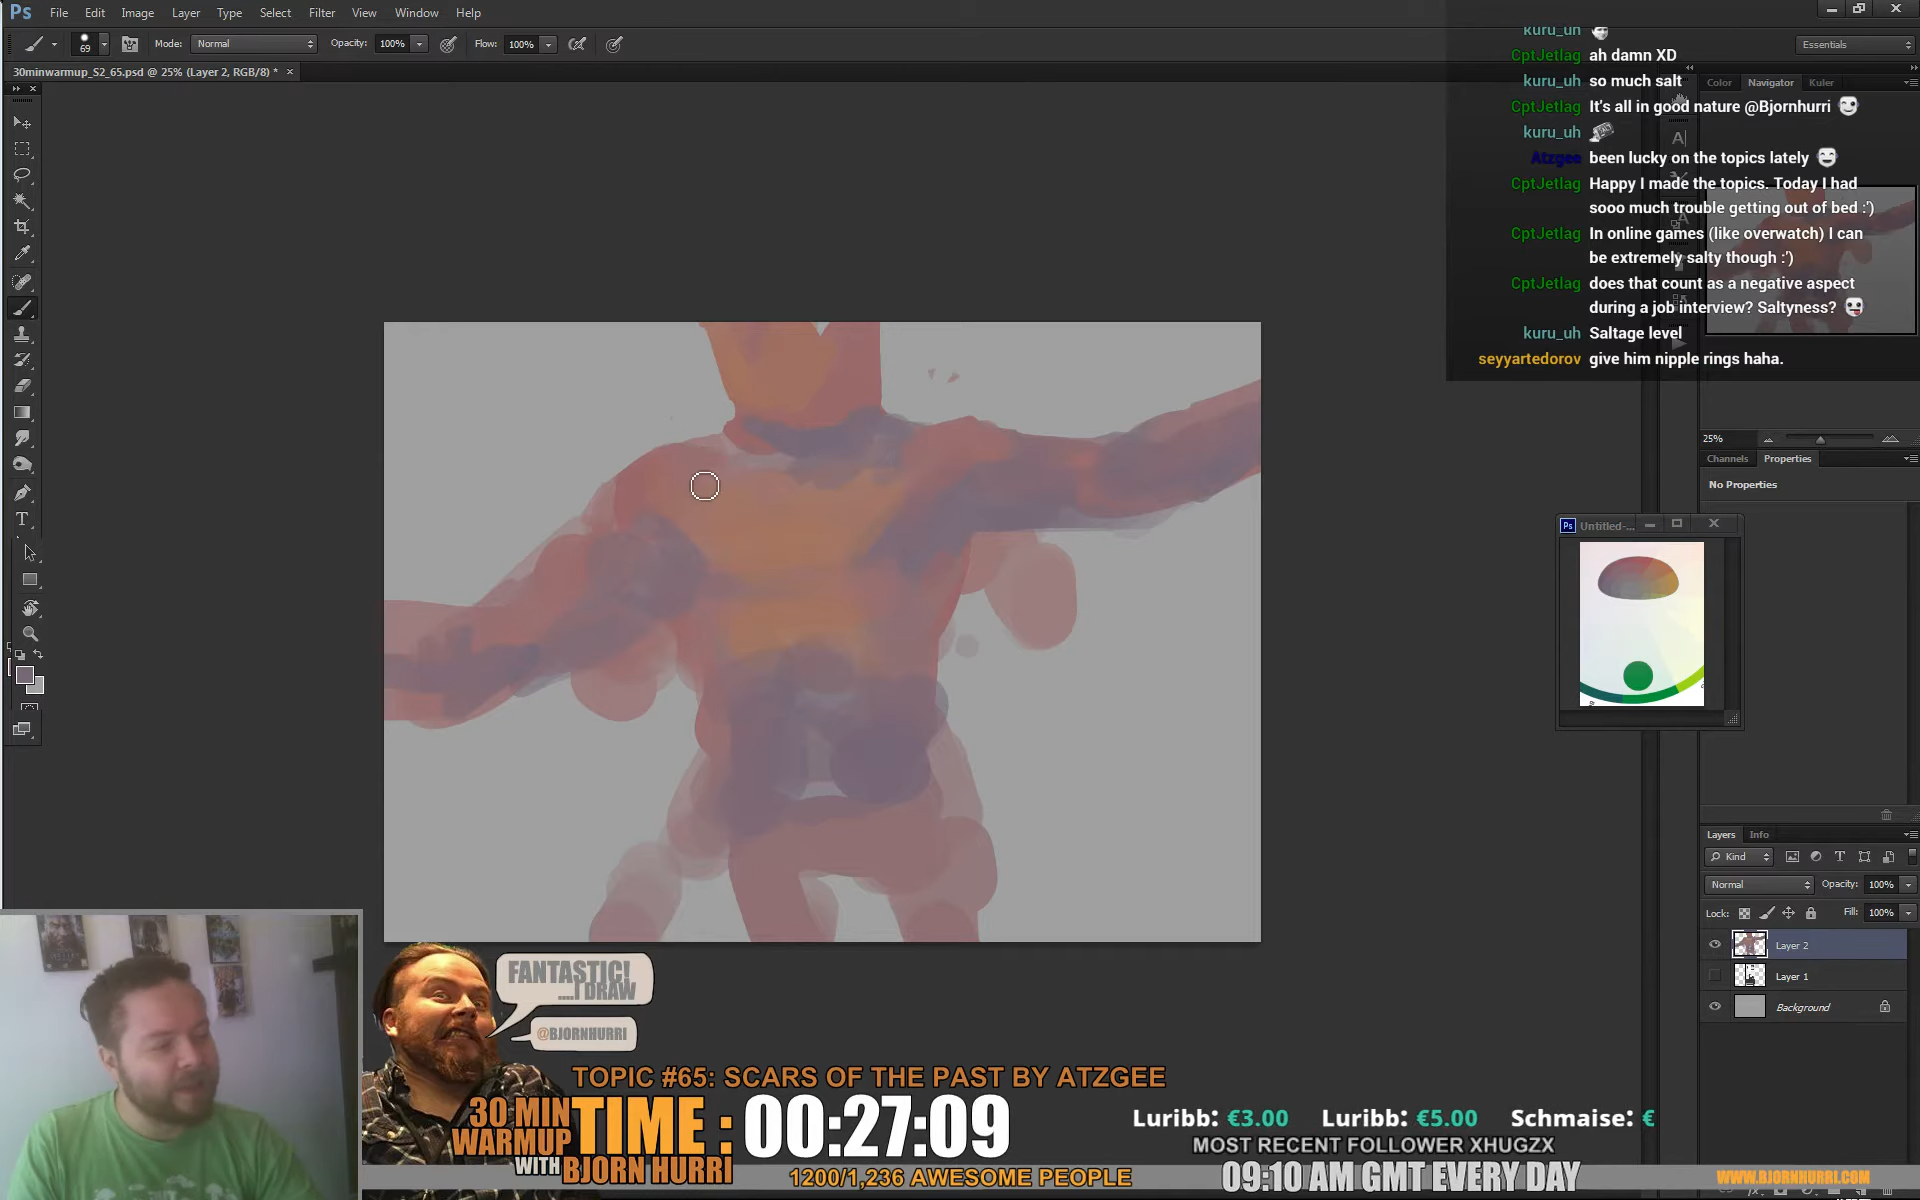 Ps File Edit Image Layer Type Select Filter View Window Help
69 Mode: Normal Opacity: 100% Flow: 100% Essentials
30minwarmup_S2_65.psd @ 25% (Layer 2, RGB/8) *
kuru_uh
CptJetlag ah damn XD
kuru_uh so much salt
CptJetlag It's all in good nature @Bjornhurri
kuru_uh
Atzgee been lucky on the topics lately
CptJetlag Happy I made the topics. Today I had
sooo much trouble getting out of bed :')
CptJetlag In online games (like overwatch) I can
be extremely salty though :')
CptJetlag does that count as a negative aspect
during a job interview? Saltyness?
kuru_uh Saltage level
seyyartedorov give him nipple rings haha.
Color Navigator Kuler
25%
Channels Properties
No Properties
Ps Untitled-...
Layers Info
Kind
Normal Opacity: 100%
Lock: Fill: 100%
Layer 2
Layer 1
Background
FANTASTIC!
....I DRAW
@BJORNHURRI
TOPIC #65: SCARS OF THE PAST BY ATZGEE
30 MIN
WARMUP
WITH BJORN HURRI
TIME : 00:27:09
1200/1,236 AWESOME PEOPLE
Luribb: €3.00 Luribb: €5.00 Schmaise: €
MOST RECENT FOLLOWER XHUGZX
09:10 AM GMT EVERY DAY
WWW.BJORNHURRI.COM